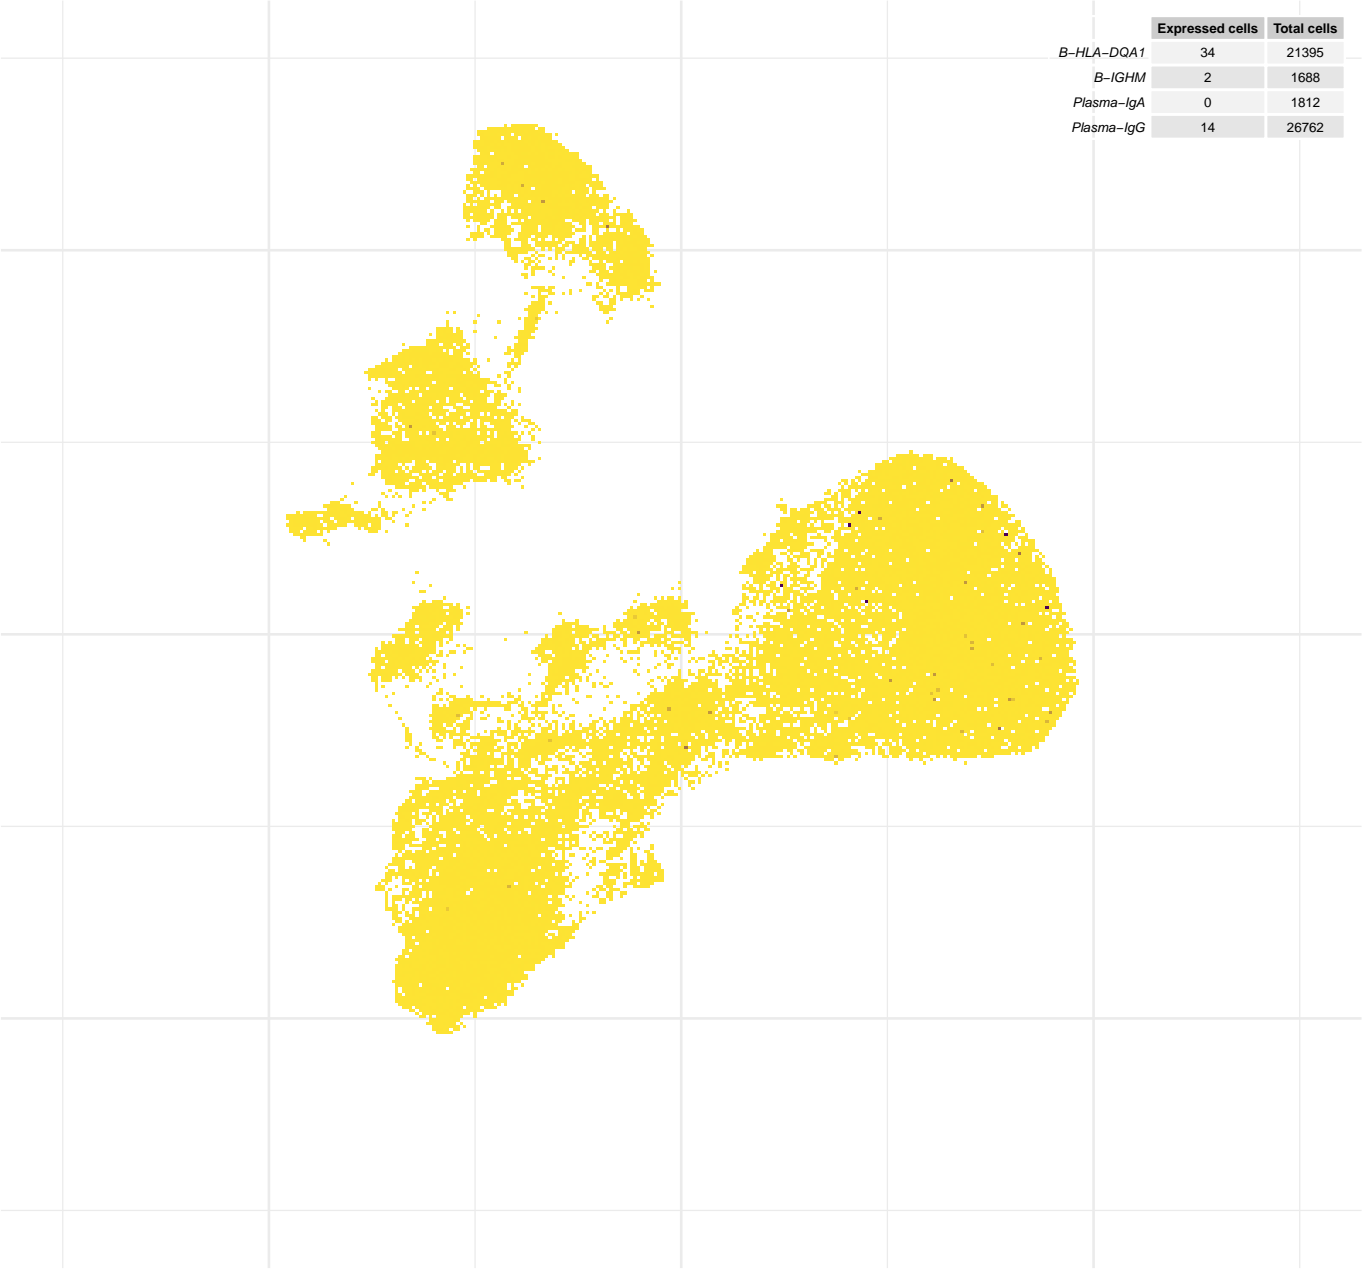 Expressed cells Total cells
B−HLA−DQA1 34 21395
B−IGHM 2 1688
Plasma−IgA 0 1812
Plasma−IgG 14 26762